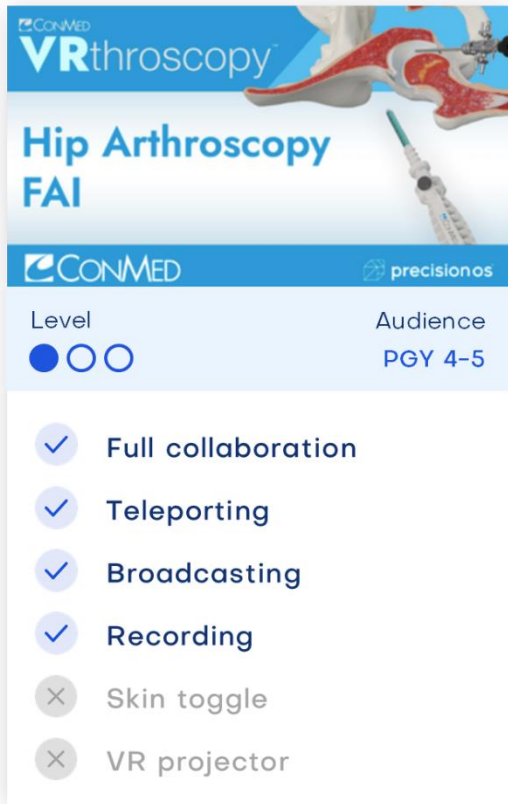 CONMED
VRthroscopy™
Hip Arthroscopy
FAI
CONMED
precisionos
Level
Audience
PGY 4-5
Full collaboration
Teleporting
Broadcasting
Recording
Skin toggle
VR projector